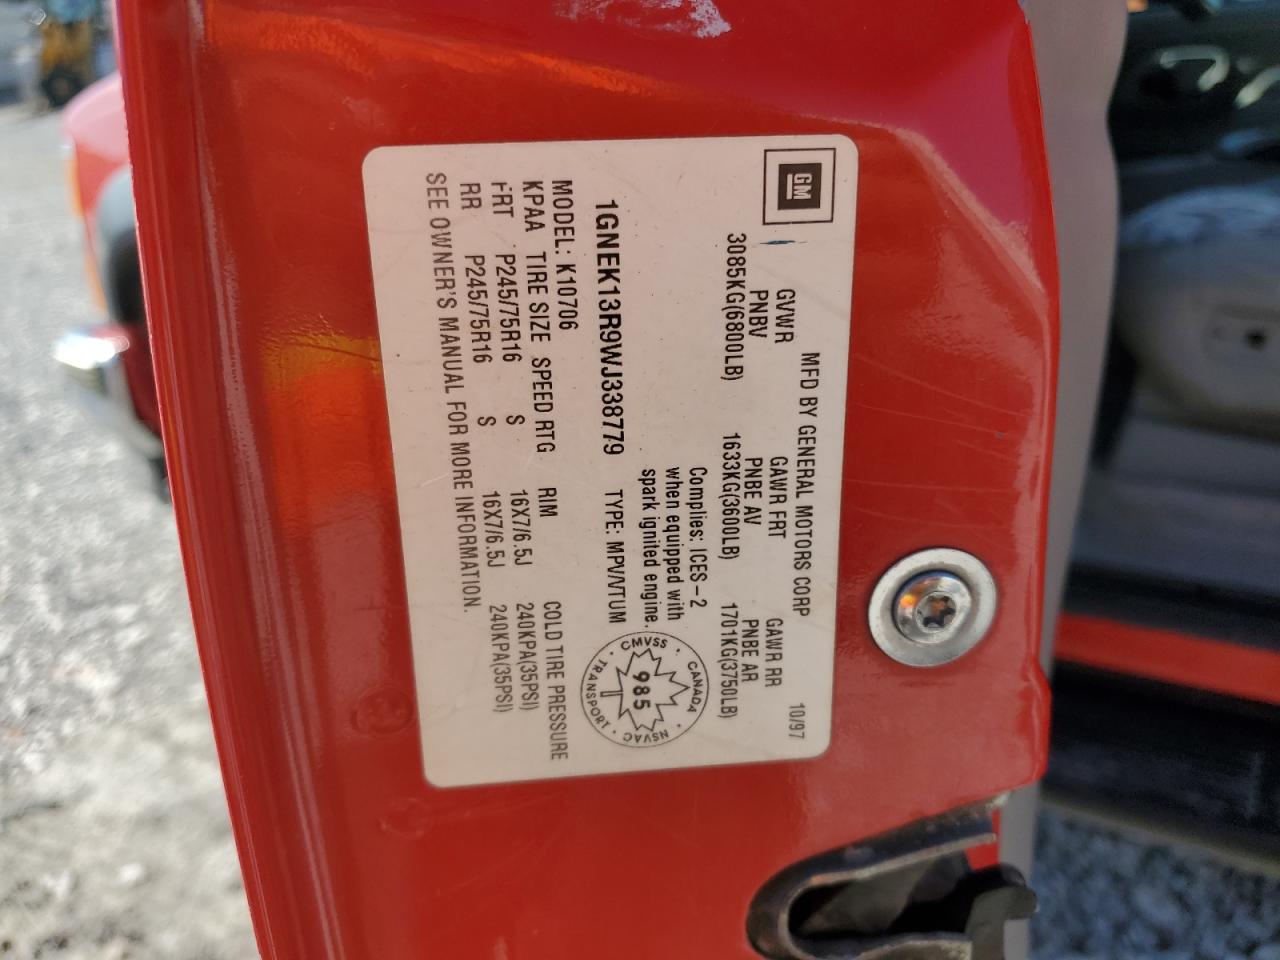 GM
MFD BY GENERAL MOTORS CORP 10/97
GVWR GAWR FRT GAWR RR
PNBV PNBE AV PNBE AR
3085KG(6800LB) 1633KG(3600LB) 1701KG(3750LB)
Complies: ICES-2
when equipped with
spark ignited engine.
1GNEK13R9WJ338779 TYPE: MPV/VTUM
CMVSS · CANADA · NSVAC · TRANSPORT ·
985
MODEL: K10706
KPAA TIRE SIZE SPEED RTG RIM COLD TIRE PRESSURE
FRT P245/75R16 S 16X7/6.5J 240KPA(35PSI)
RR P245/75R16 S 16X7/6.5J 240KPA(35PSI)
SEE OWNER'S MANUAL FOR MORE INFORMATION.